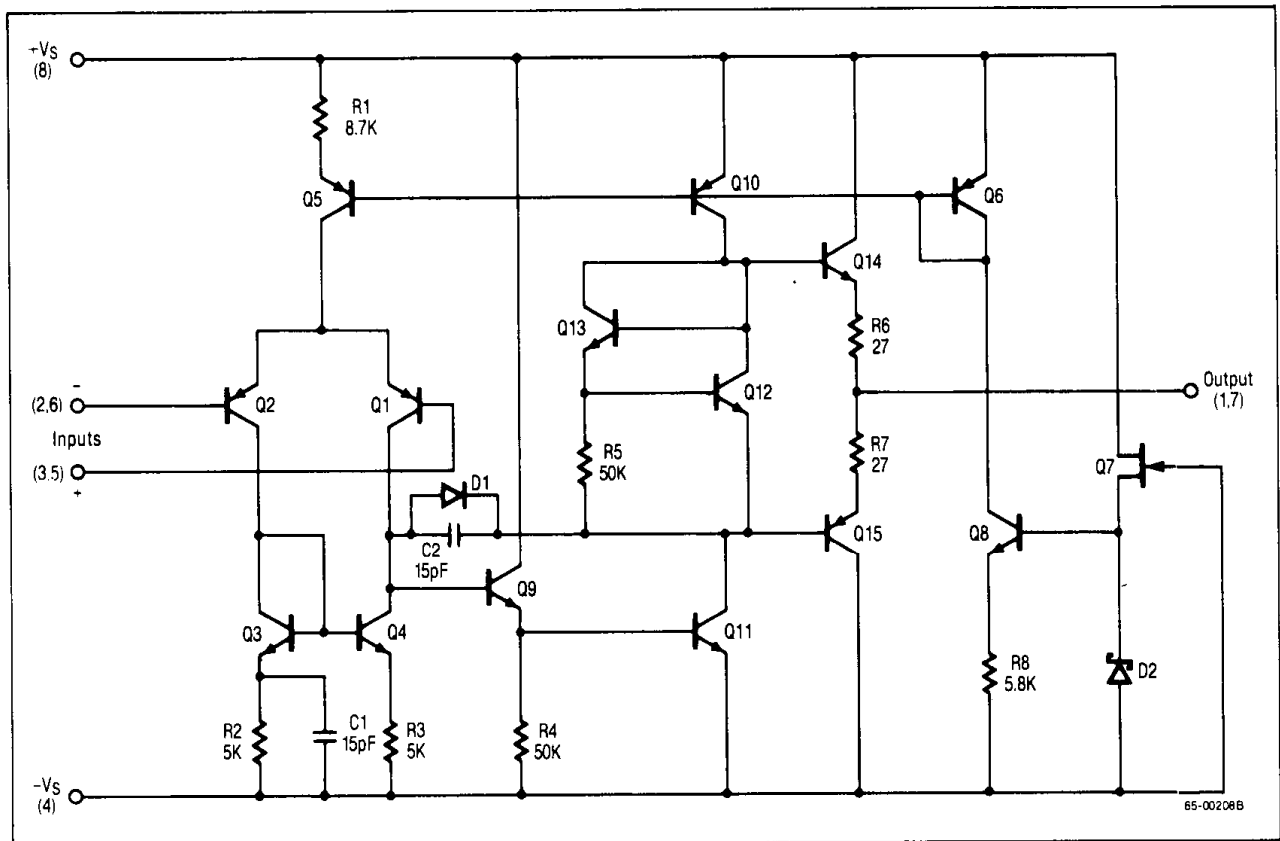 +VS
(8)
R1
8.7K
Q5
Q10
Q6
Q14
Q13
R6
27
Output
(1,7)
–
(2,6)
Q2
Q1
Q12
Inputs
R7
27
Q7
(3,5)
+
R5
50K
D1
Q15
Q8
C2
15pF
Q9
Q3
Q4
Q11
R8
5.8K
D2
R2
5K
C1
15pF
R3
5K
R4
50K
–VS
(4)
65-00208B